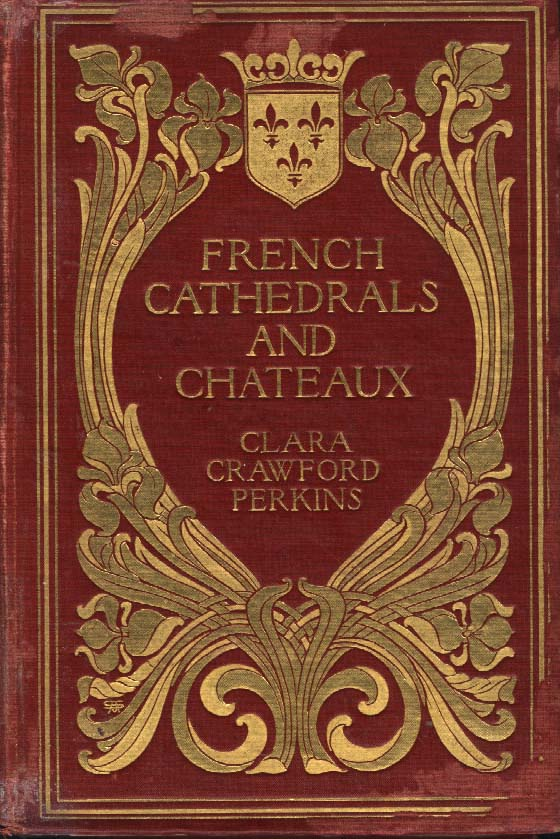 FRENCH
CATHEDRALS
AND
CHATEAUX
CLARA
CRAWFORD
PERKINS